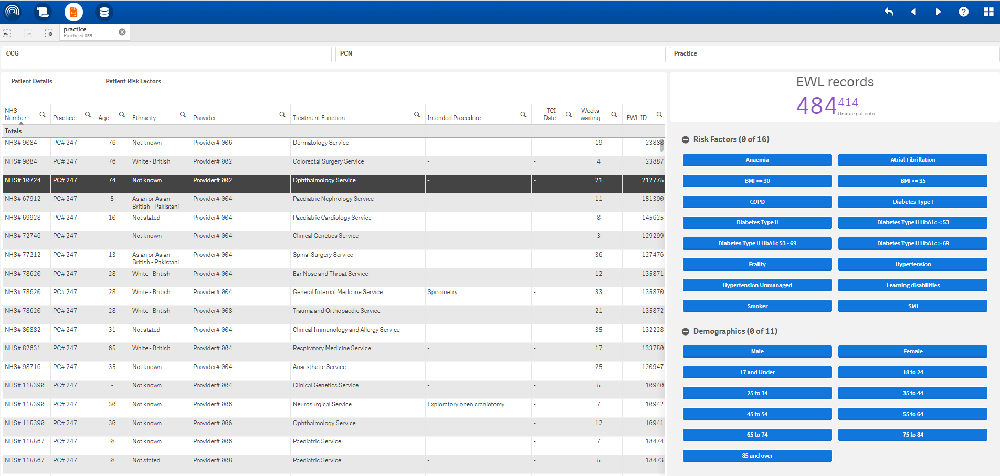 practice
Practice# 055
CCG
PCN
Practice
Patient Details
Patient Risk Factors
EWL records
484 414
Unique patients
NHS Number Practice Age Ethnicity Provider Treatment Function Intended Procedure TCI Date Weeks waiting EWL ID
Totals
NHS# 9084 PC# 247 76 Not known Provider# 006 Dermatology Service - 19 23888
NHS# 9084 PC# 247 76 White - British Provider# 002 Colorectal Surgery Service - - 4 23887
NHS# 10724 PC# 247 74 Not known Provider# 002 Ophthalmology Service - - 21 212775
NHS# 67912 PC# 247 5 Asian or Asian British - Pakistani Provider# 004 Paediatric Nephrology Service - - 11 151390
NHS# 69928 PC# 247 10 Not stated Provider# 004 Paediatric Cardiology Service - - 8 145625
NHS# 72746 PC# 247 - Not known Provider# 004 Clinical Genetics Service - - 3 129299
NHS# 77212 PC# 247 13 Asian or Asian British - Pakistani Provider# 004 Spinal Surgery Service - - 36 127476
NHS# 78620 PC# 247 28 White - British Provider# 004 Ear Nose and Throat Service - - 12 135871
NHS# 78620 PC# 247 28 White - British Provider# 004 General Internal Medicine Service Spirometry - 33 135870
NHS# 78620 PC# 247 28 White - British Provider# 008 Trauma and Orthopaedic Service - - 21 135872
NHS# 80882 PC# 247 31 Not stated Provider# 004 Clinical Immunology and Allergy Service - - 35 132228
NHS# 82631 PC# 247 65 White - British Provider# 004 Respiratory Medicine Service - - 17 133750
NHS# 98716 PC# 247 35 Not known Provider# 004 Anaesthetic Service - - 25 120947
NHS# 115390 PC# 247 - Not known Provider# 004 Clinical Genetics Service - - 5 10940
NHS# 115390 PC# 247 30 Not known Provider# 006 Neurosurgical Service Exploratory open craniotomy - 7 10942
NHS# 115390 PC# 247 30 Not known Provider# 006 Ophthalmology Service - 12 10941
NHS# 115567 PC# 247 0 Not known Provider# 006 Paediatric Service - 7 18474
NHS# 115567 PC# 247 0 Not stated Provider# 008 Paediatric Service - - 5 18473
Risk Factors (0 of 16)
Anaemia
Atrial Fibrillation
BMI >= 30
BMI >= 35
COPD
Diabetes Type I
Diabetes Type II
Diabetes Type II HbA1c < 53
Diabetes Type II HbA1c 53 - 69
Diabetes Type II HbA1c > 69
Frailty
Hypertension
Hypertension Unmanaged
Learning disabilities
Smoker
SMI
Demographics (0 of 11)
Male
Female
17 and Under
18 to 24
25 to 34
35 to 44
45 to 54
55 to 64
65 to 74
75 to 84
85 and over